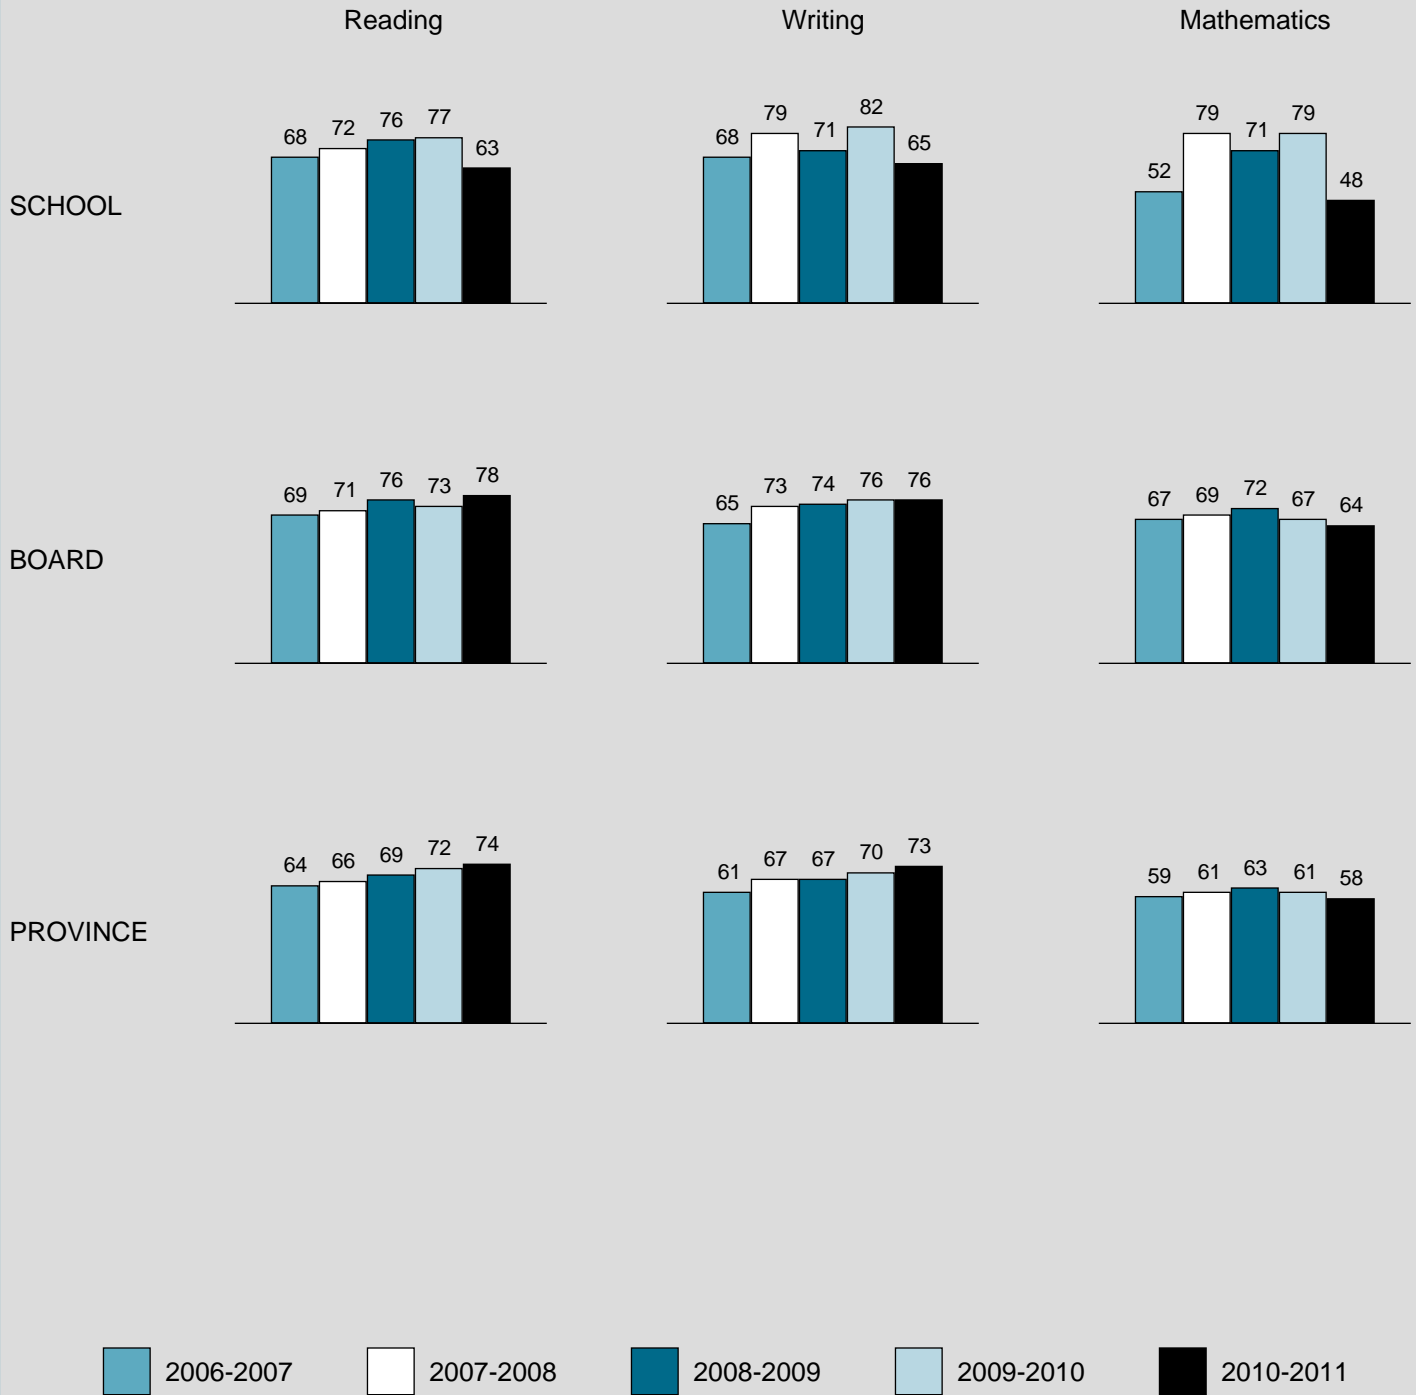 Reading Writing Mathematics
68 72 76 77 63 68 79 71 82 65 52 79 71 79 48
SCHOOL
69 71 76 73 78 65 73 74 76 76 67 69 72 67 64
BOARD
64 66 69 72 74 61 67 67 70 73 59 61 63 61 58
PROVINCE
2006-2007 2007-2008 2008-2009 2009-2010 2010-2011